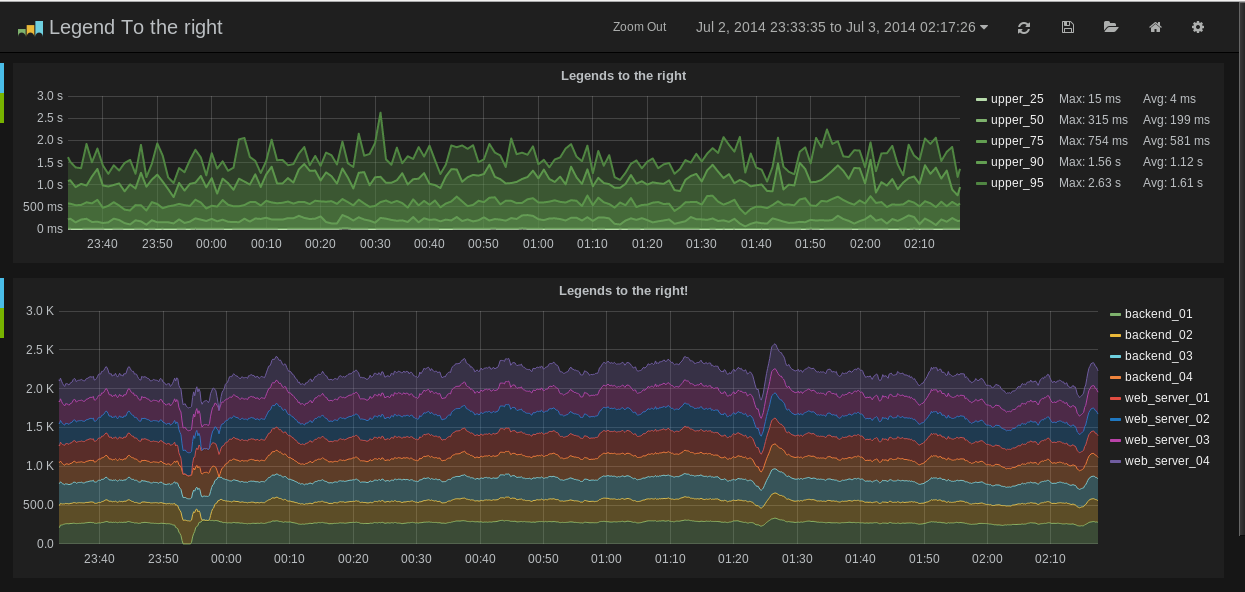 Legend To the right
Zoom Out Jul 2, 2014 23:33:35 to Jul 3, 2014 02:17:26
Legends to the right
3.0 s
2.5 s
2.0 s
1.5 s
1.0 s
500 ms
0 ms
23:40 23:50 00:00 00:10 00:20 00:30 00:40 00:50 01:00 01:10 01:20 01:30 01:40 01:50 02:00 02:10
upper_25 Max: 15 ms Avg: 4 ms
upper_50 Max: 315 ms Avg: 199 ms
upper_75 Max: 754 ms Avg: 581 ms
upper_90 Max: 1.56 s Avg: 1.12 s
upper_95 Max: 2.63 s Avg: 1.61 s
Legends to the right!
3.0 K
2.5 K
2.0 K
1.5 K
1.0 K
500.0
0.0
23:40 23:50 00:00 00:10 00:20 00:30 00:40 00:50 01:00 01:10 01:20 01:30 01:40 01:50 02:00 02:10
backend_01
backend_02
backend_03
backend_04
web_server_01
web_server_02
web_server_03
web_server_04